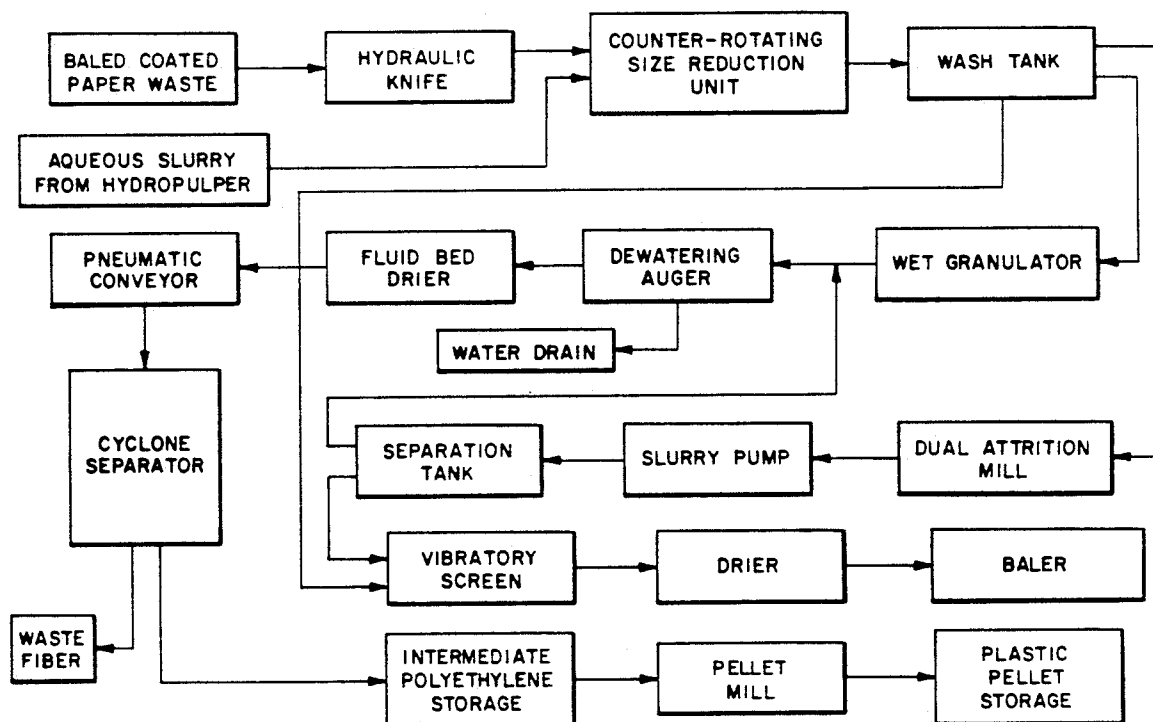 BALED COATED
PAPER WASTE
HYDRAULIC
KNIFE
COUNTER-ROTATING
SIZE REDUCTION
UNIT
WASH TANK
AQUEOUS SLURRY
FROM HYDROPULPER
PNEUMATIC
CONVEYOR
FLUID BED
DRIER
DEWATERING
AUGER
WET GRANULATOR
WATER DRAIN
CYCLONE
SEPARATOR
SEPARATION
TANK
SLURRY PUMP
DUAL ATTRITION
MILL
VIBRATORY
SCREEN
DRIER
BALER
WASTE
FIBER
INTERMEDIATE
POLYETHYLENE
STORAGE
PELLET
MILL
PLASTIC
PELLET
STORAGE